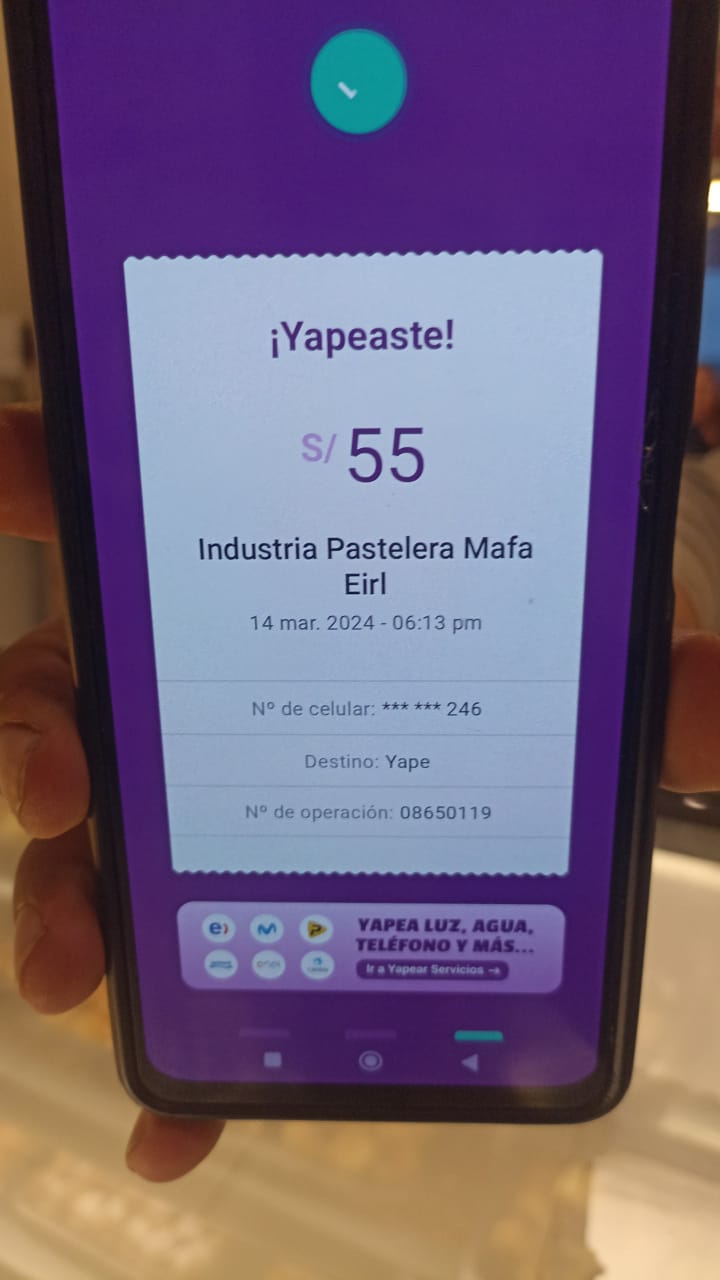 ¡Yapeaste!
S/ 55
Industria Pastelera Mafa
Eirl
14 mar. 2024 - 06:13 pm
Nº de celular: *** *** 246
Destino: Yape
Nº de operación: 08650119
YAPEA LUZ, AGUA,
TELÉFONO Y MÁS...
Ir a Yapear Servicios →